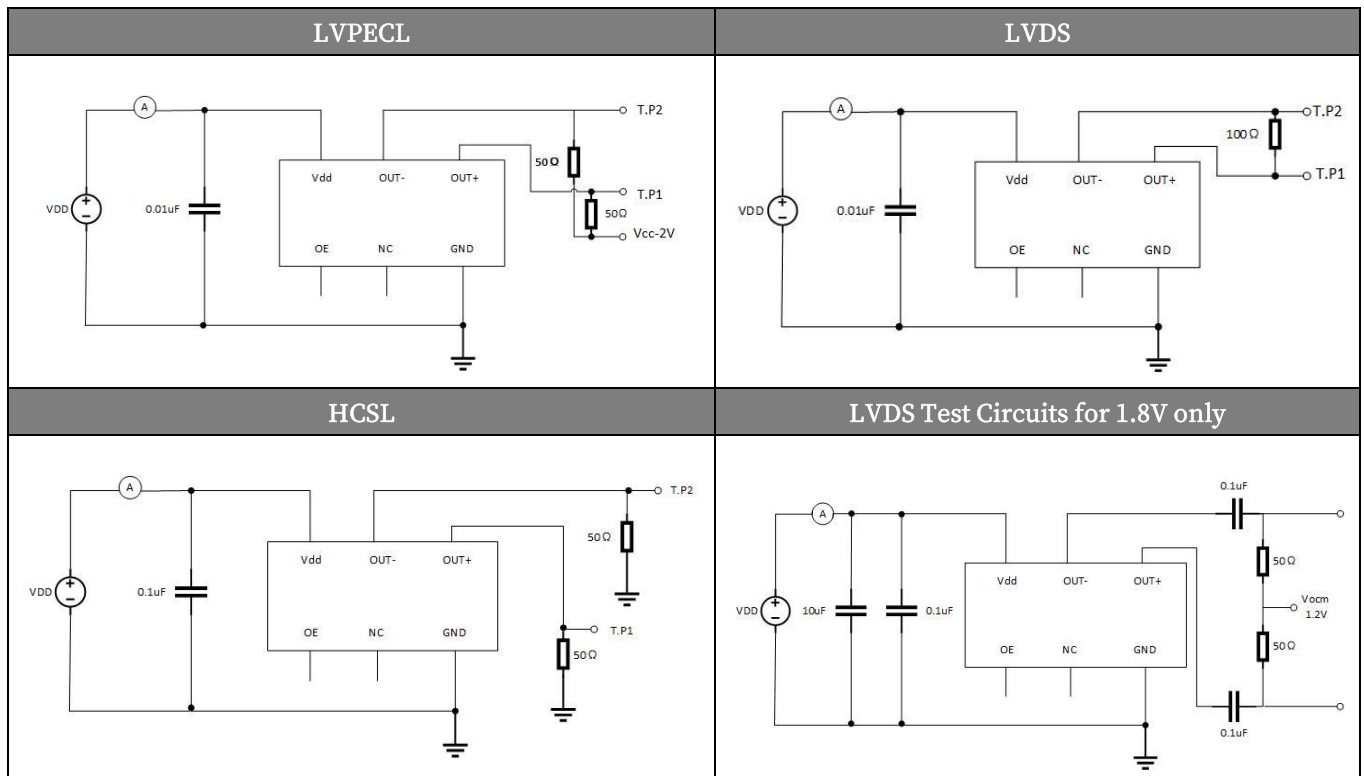 LVPECL
A
T.P2
50Ω
Vdd
OUT-
OUT+
T.P1
VDD
0.01uF
50Ω
Vcc-2V
OE
NC
GND
LVDS
A
T.P2
100Ω
Vdd
OUT-
OUT+
T.P1
VDD
0.01uF
OE
NC
GND
HCSL
A
T.P2
50Ω
Vdd
OUT-
OUT+
VDD
0.1uF
OE
NC
GND
T.P1
50Ω
LVDS Test Circuits for 1.8V only
0.1uF
A
50Ω
Vdd
OUT-
OUT+
VDD
10uF
0.1uF
Vocm
1.2V
OE
NC
GND
50Ω
0.1uF